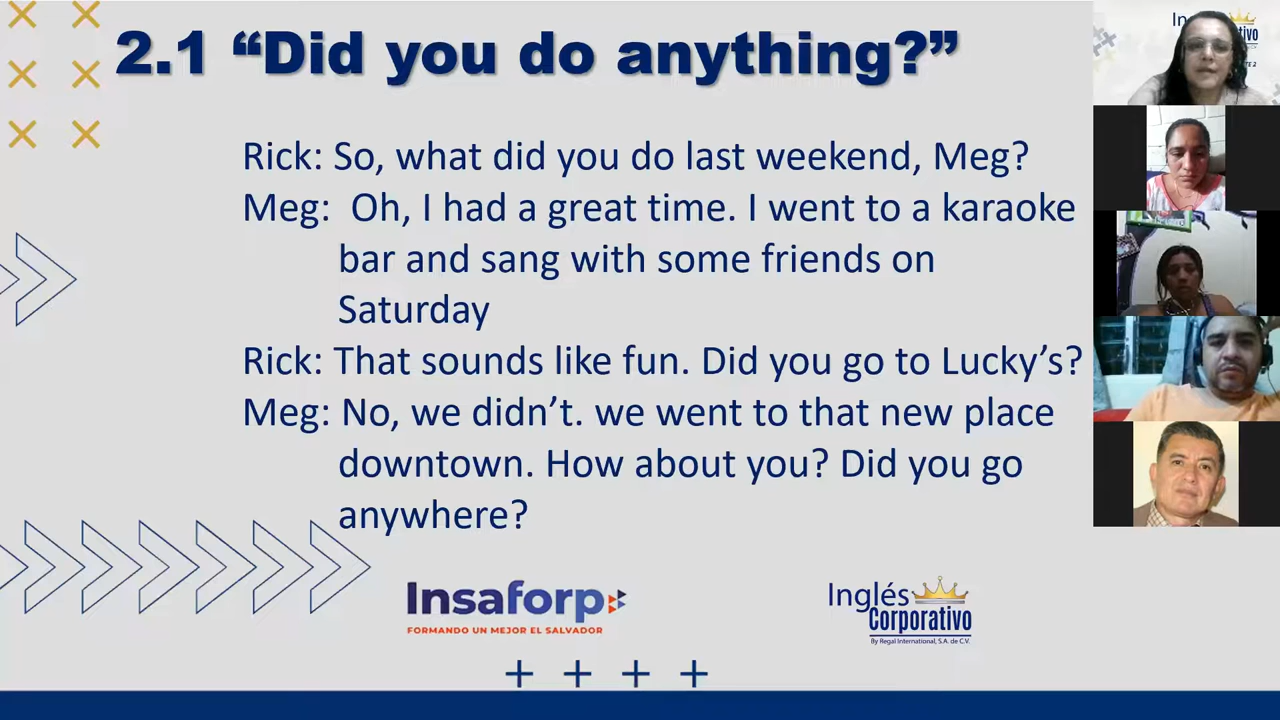 2.1 “Did you do anything?”
Rick: So, what did you do last weekend, Meg?
Meg:  Oh, I had a great time. I went to a karaoke
bar and sang with some friends on
Saturday
Rick: That sounds like fun. Did you go to Lucky’s?
Meg: No, we didn’t. we went to that new place
downtown. How about you? Did you go
anywhere?
Insaforp
FORMANDO UN MEJOR EL SALVADOR
Inglés
Corporativo
By Regal International, S.A. de C.V.